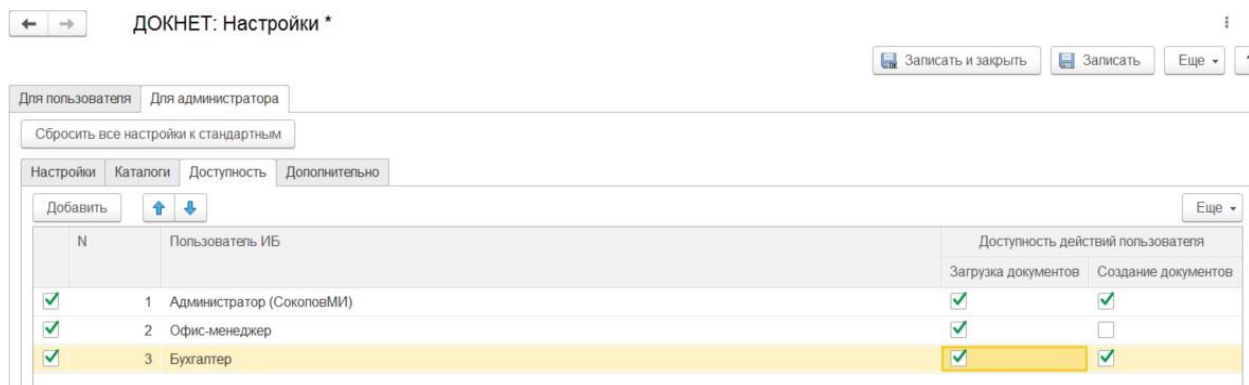 ДОКНЕТ: Настройки *
Записать и закрыть Записать Еще
Для пользователя Для администратора
Сбросить все настройки к стандартным
Настройки Каталоги Доступность Дополнительно
Добавить Еще
N Пользователь ИБ Доступность действий пользователя
Загрузка документов Создание документов
1 Администратор (СоколовМИ)
2 Офис-менеджер
3 Бухгалтер